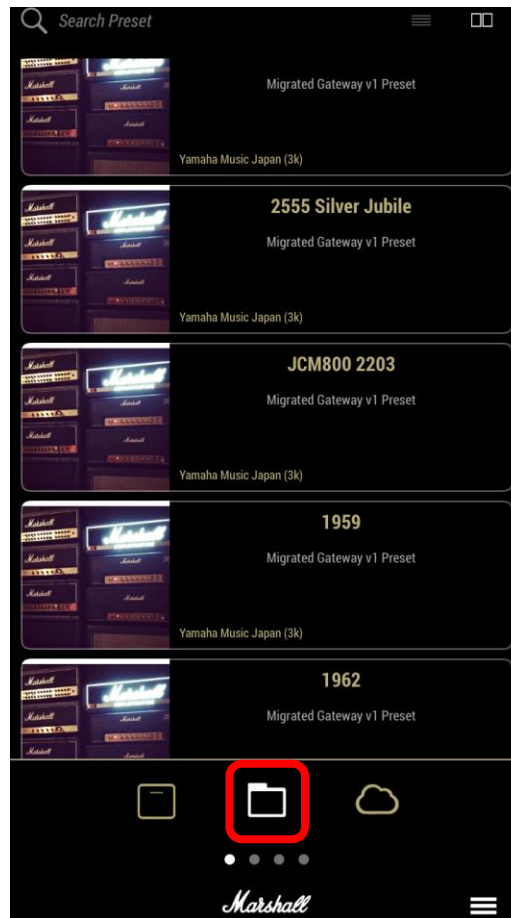 Search Preset
Migrated Gateway v1 Preset
Yamaha Music Japan (3k)
2555 Silver Jubile
Migrated Gateway v1 Preset
Yamaha Music Japan (3k)
JCM800 2203
Migrated Gateway v1 Preset
Yamaha Music Japan (3k)
1959
Migrated Gateway v1 Preset
Yamaha Music Japan (3k)
1962
Migrated Gateway v1 Preset
Marshall